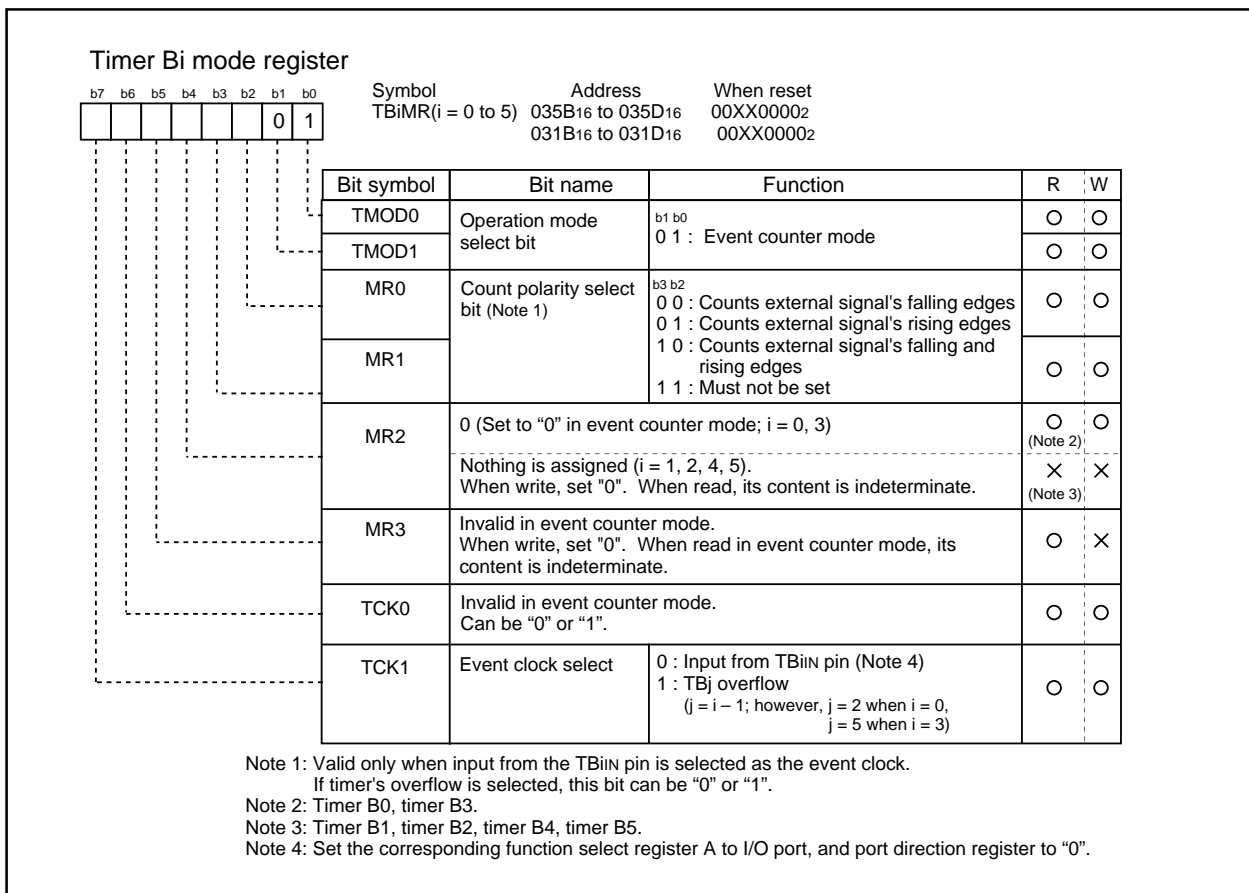 Timer Bi mode register
b7 b6 b5 b4 b3 b2 b1 b0
0 1
Symbol Address When reset
TBiMR(i = 0 to 5) 035B16 to 035D16 00XX00002
031B16 to 031D16 00XX00002
Bit symbol Bit name Function R W
TMOD0
TMOD1
Operation mode
select bit
b1 b0
0 1 : Event counter mode
MR0
MR1
Count polarity select
bit (Note 1)
b3 b2
0 0 : Counts external signal's falling edges
0 1 : Counts external signal's rising edges
1 0 : Counts external signal's falling and
rising edges
1 1 : Must not be set
MR2
0 (Set to “0” in event counter mode; i = 0, 3)
(Note 2)
Nothing is assigned (i = 1, 2, 4, 5).
When write, set "0". When read, its content is indeterminate.
(Note 3)
MR3
Invalid in event counter mode.
When write, set "0". When read in event counter mode, its
content is indeterminate.
TCK0
Invalid in event counter mode.
Can be “0” or “1”.
TCK1
Event clock select
0 : Input from TBiIN pin (Note 4)
1 : TBj overflow
(j = i – 1; however, j = 2 when i = 0,
j = 5 when i = 3)
Note 1: Valid only when input from the TBiIN pin is selected as the event clock.
If timer's overflow is selected, this bit can be “0” or “1”.
Note 2: Timer B0, timer B3.
Note 3: Timer B1, timer B2, timer B4, timer B5.
Note 4: Set the corresponding function select register A to I/O port, and port direction register to “0”.